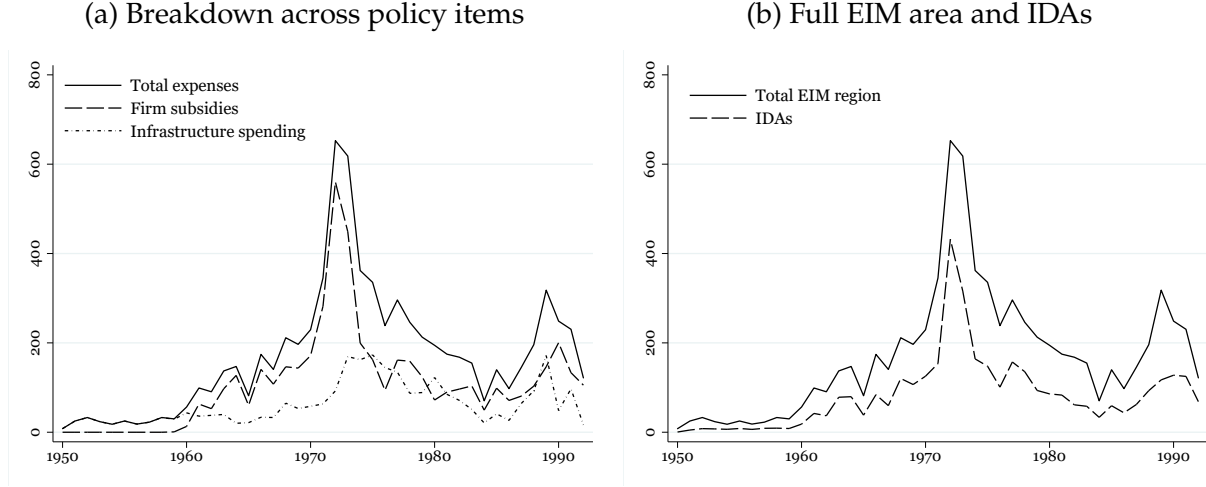 (a) Breakdown across policy items
Total expenses
Firm subsidies
Infrastructure spending
800
600
400
200
0
1950 1960 1970 1980 1990
(b) Full EIM area and IDAs
Total EIM region
IDAs
800
600
400
200
0
1950 1960 1970 1980 1990